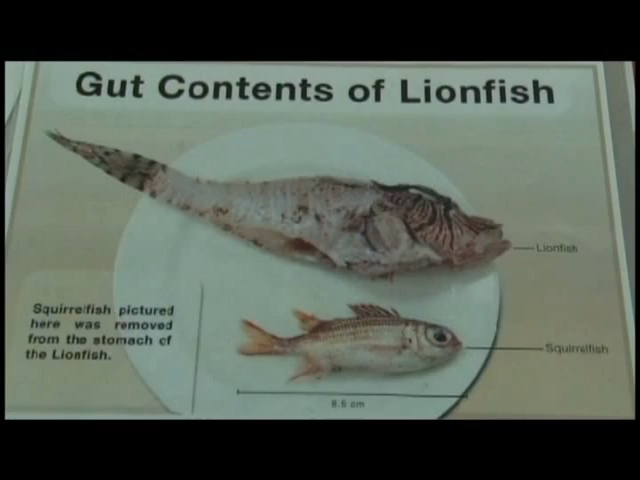 Gut Contents of Lionfish
Lionfish
Squirrelfish pictured
here was removed
from the stomach of
the Lionfish.
Squirrelfish
8.5 cm